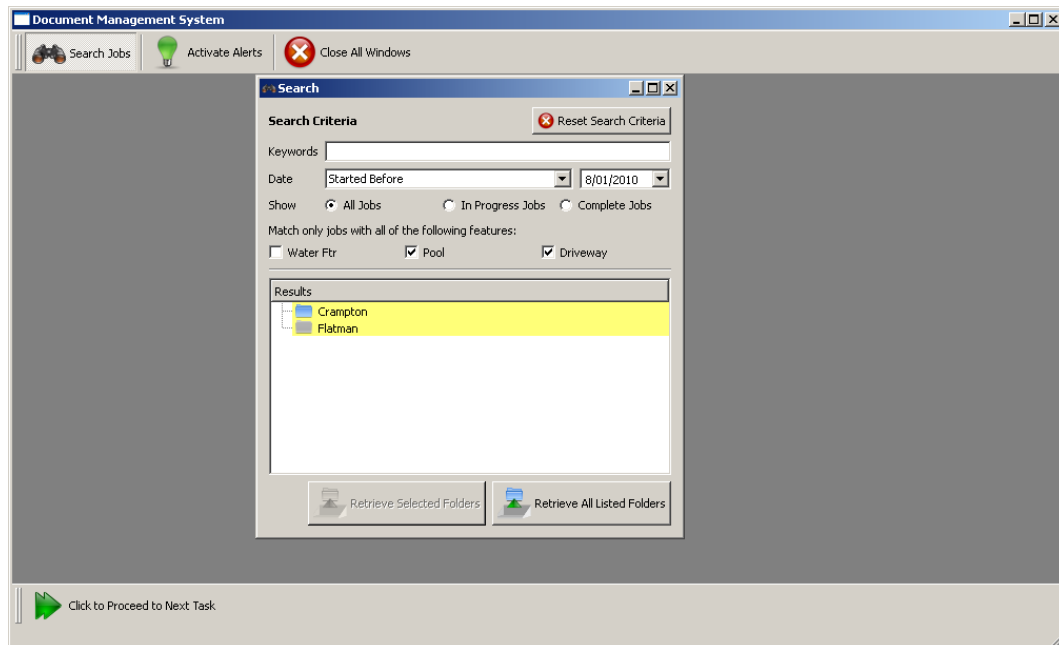 Document Management System
Search Jobs Activate Alerts Close All Windows
Search
Search Criteria Reset Search Criteria
Keywords
Date Started Before 8/01/2010
Show All Jobs In Progress Jobs Complete Jobs
Match only jobs with all of the following features:
Water Ftr Pool Driveway
Results
Crampton
Flatman
Retrieve Selected Folders Retrieve All Listed Folders
Click to Proceed to Next Task